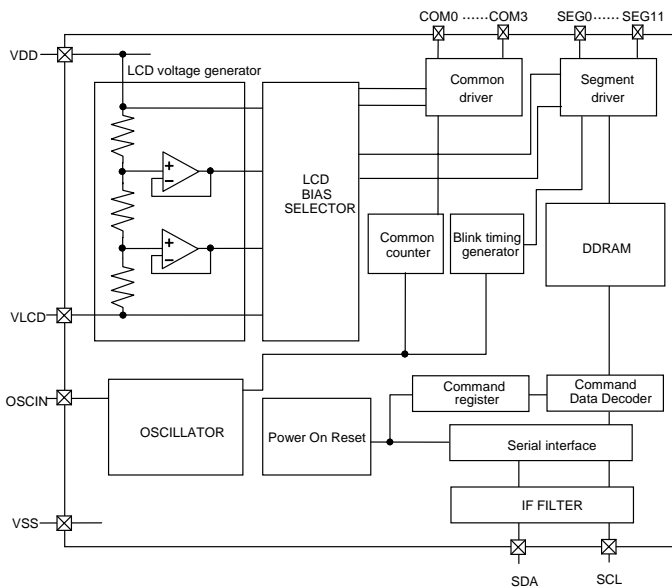 COM0 ...... COM3
SEG0 ...... SEG11
VDD
LCD voltage generator
Common
driver
Segment
driver
+
−
LCD
BIAS
SELECTOR
+
−
Common
counter
Blink timing
generator
DDRAM
VLCD
OSCIN
OSCILLATOR
Power On Reset
Command
register
Command
Data Decoder
Serial interface
IF FILTER
VSS
SDA
SCL